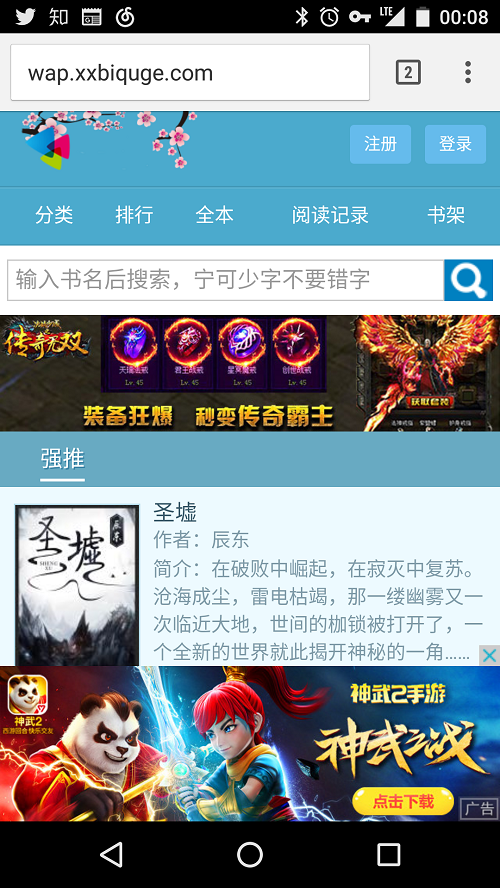 知
LTE
00:08
wap.xxbiquge.com
2
注册
登录
分类
排行
全本
阅读记录
书架
输入书名后搜索，宁可少字不要错字
传奇无双
天璃法戒
君王战戒
星冥魔戒
创世战戒
Lv. 45
Lv. 45
Lv. 45
Lv. 45
获取套装
装备狂爆 秒变传奇霸主
强推
圣墟
辰东
SHENG
XU
圣墟
作者：辰东
简介：在破败中崛起，在寂灭中复苏。
沧海成尘，雷电枯竭，那一缕幽雾又一
次临近大地，世间的枷锁被打开了，一
个全新的世界就此揭开神秘的一角……
神武2
西游回合 快乐交友
神武2手游
神武之战
点击下载
广告